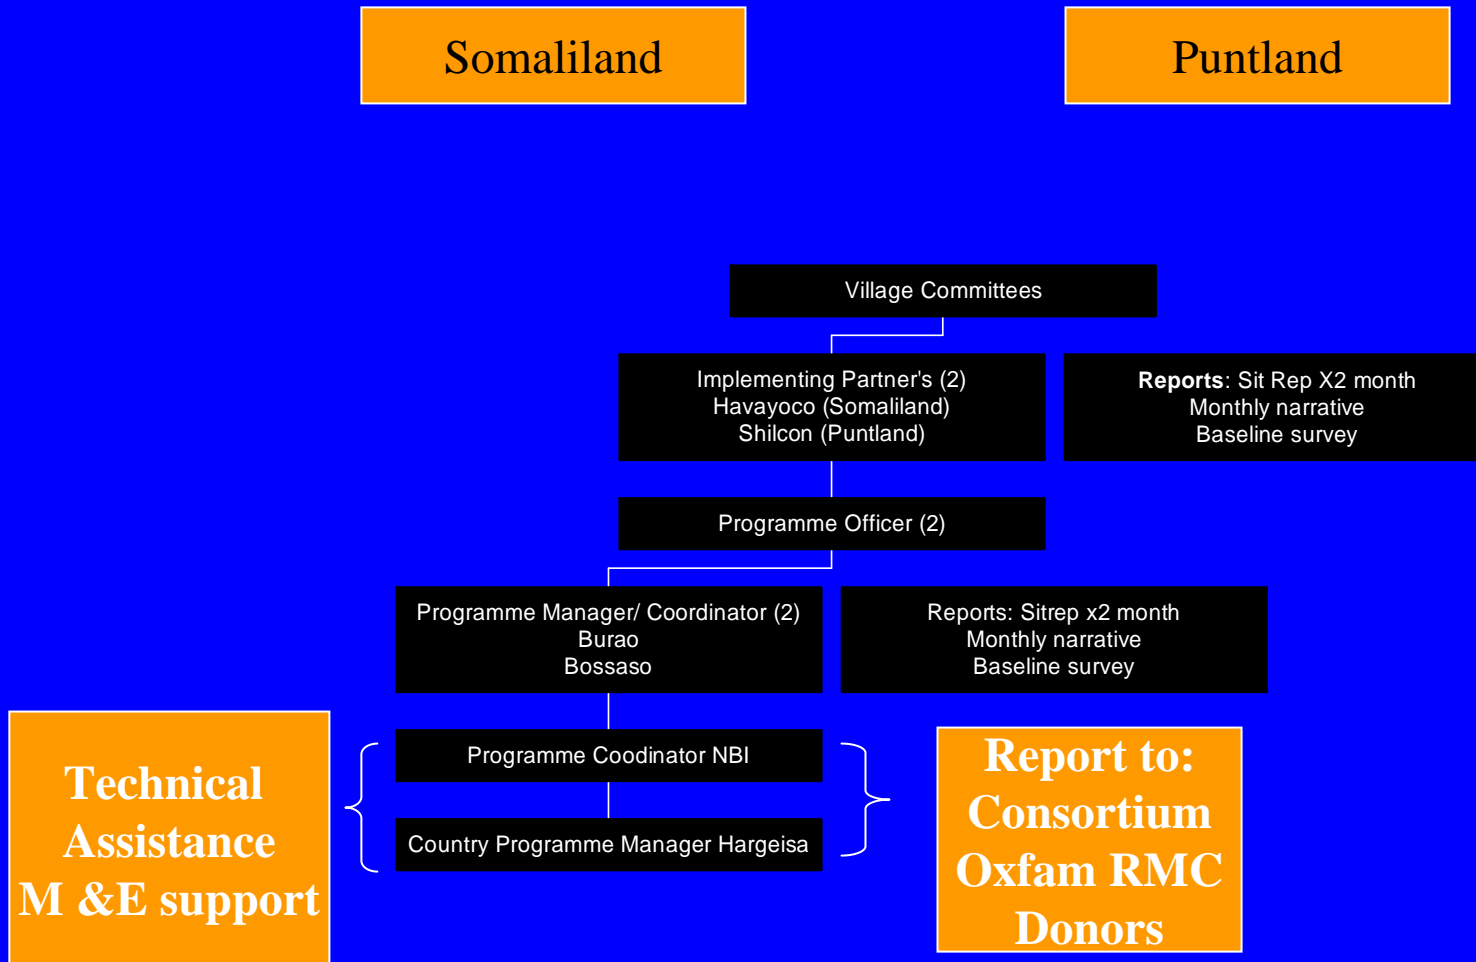 Somaliland
Puntland
Village Committees
Implementing Partner's (2)
Havayoco (Somaliland)
Shilcon (Puntland)
Reports: Sit Rep X2 month
Monthly narrative
Baseline survey
Programme Officer (2)
Programme Manager/ Coordinator (2)
Burao
Bossaso
Reports: Sitrep x2 month
Monthly narrative
Baseline survey
Technical
Assistance
M &E support
Programme Coodinator NBI
Country Programme Manager Hargeisa
Report to:
Consortium
Oxfam RMC
Donors